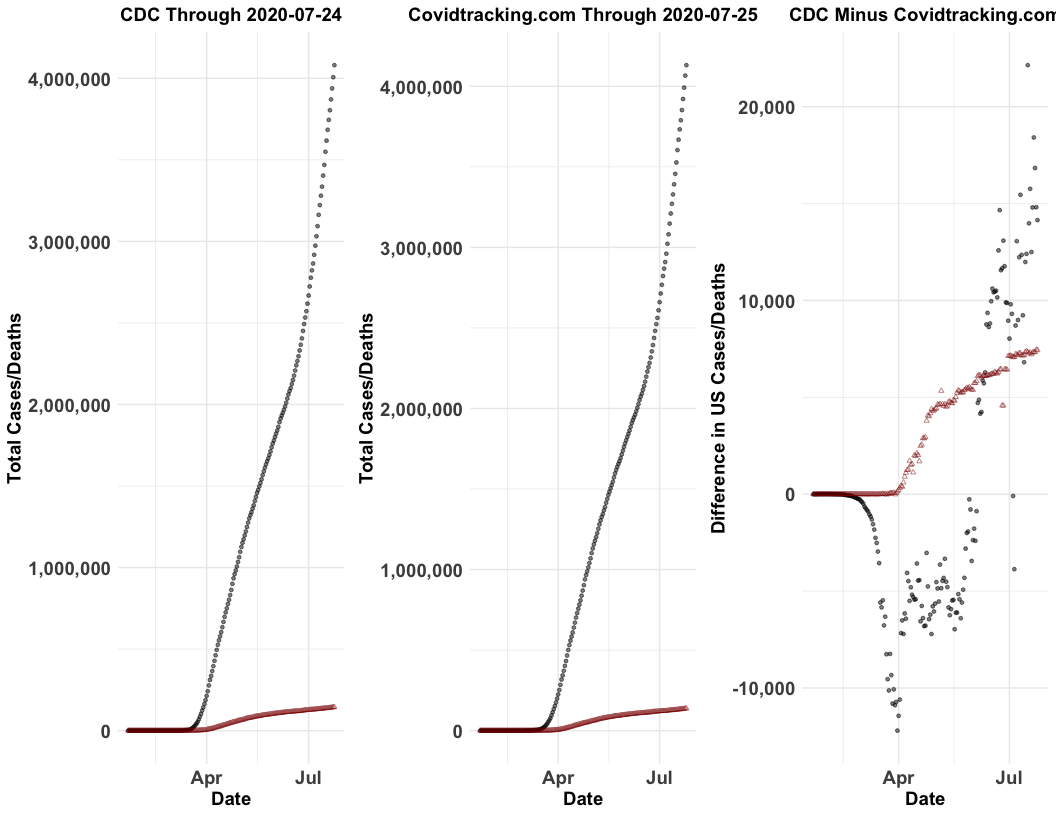 CDC Through 2020-07-24
Total Cases/Deaths
4,000,000
3,000,000
2,000,000
1,000,000
0
Apr
Jul
Date
Covidtracking.com Through 2020-07-25
Total Cases/Deaths
4,000,000
3,000,000
2,000,000
1,000,000
0
Apr
Jul
Date
CDC Minus Covidtracking.com
Difference in US Cases/Deaths
20,000
10,000
0
-10,000
Apr
Jul
Date